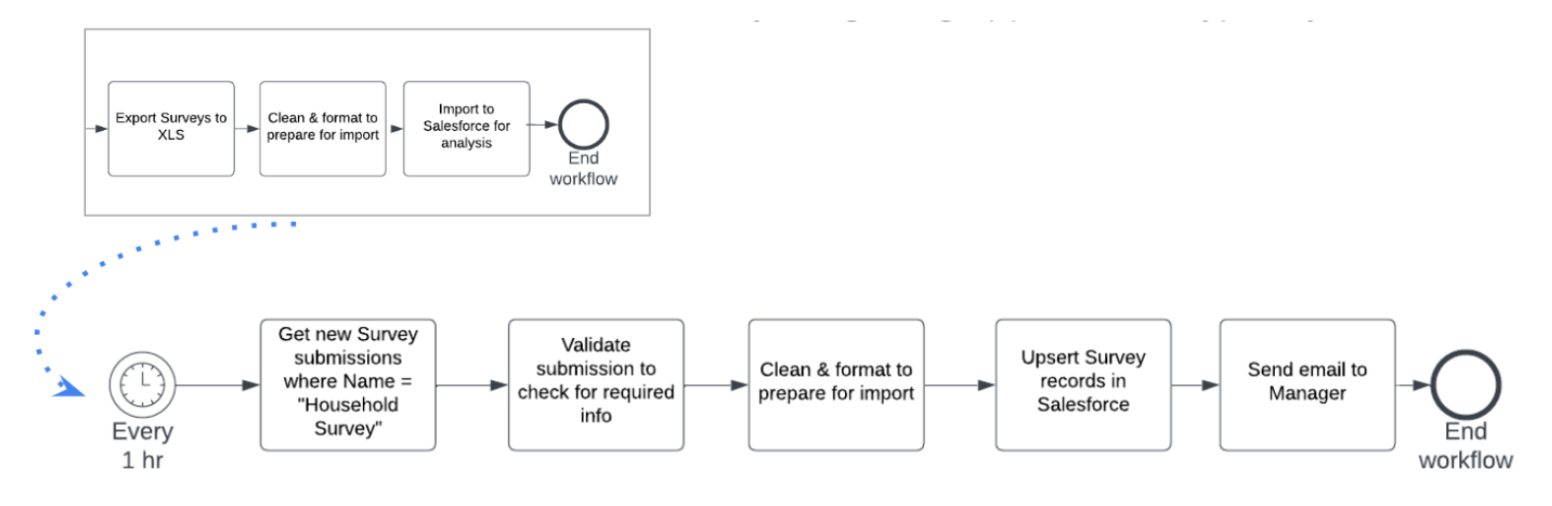 Export Surveys to
XLS
Clean & format to
prepare for import
Import to
Salesforce for
analysis
End
workflow
Every
1 hr
Get new Survey
submissions
where Name =
"Household
Survey"
Validate
submission to
check for required
info
Clean & format to
prepare for import
Upsert Survey
records in
Salesforce
Send email to
Manager
End
workflow